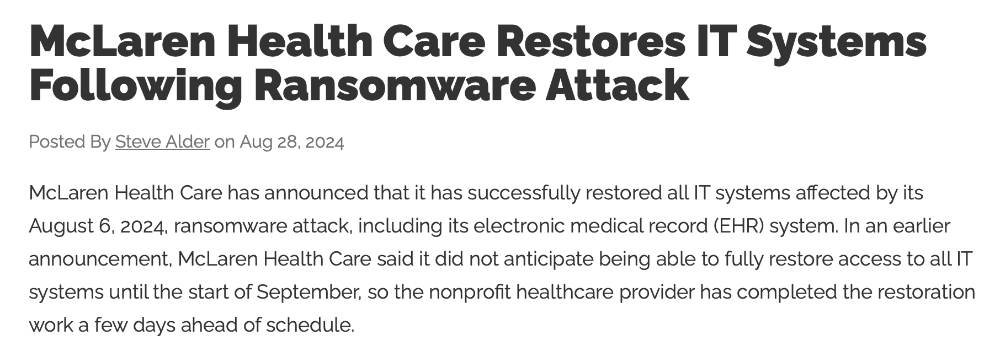 McLaren Health Care Restores IT Systems
Following Ransomware Attack
Posted By Steve Alder on Aug 28, 2024
McLaren Health Care has announced that it has successfully restored all IT systems affected by its
August 6, 2024, ransomware attack, including its electronic medical record (EHR) system. In an earlier
announcement, McLaren Health Care said it did not anticipate being able to fully restore access to all IT
systems until the start of September, so the nonprofit healthcare provider has completed the restoration
work a few days ahead of schedule.